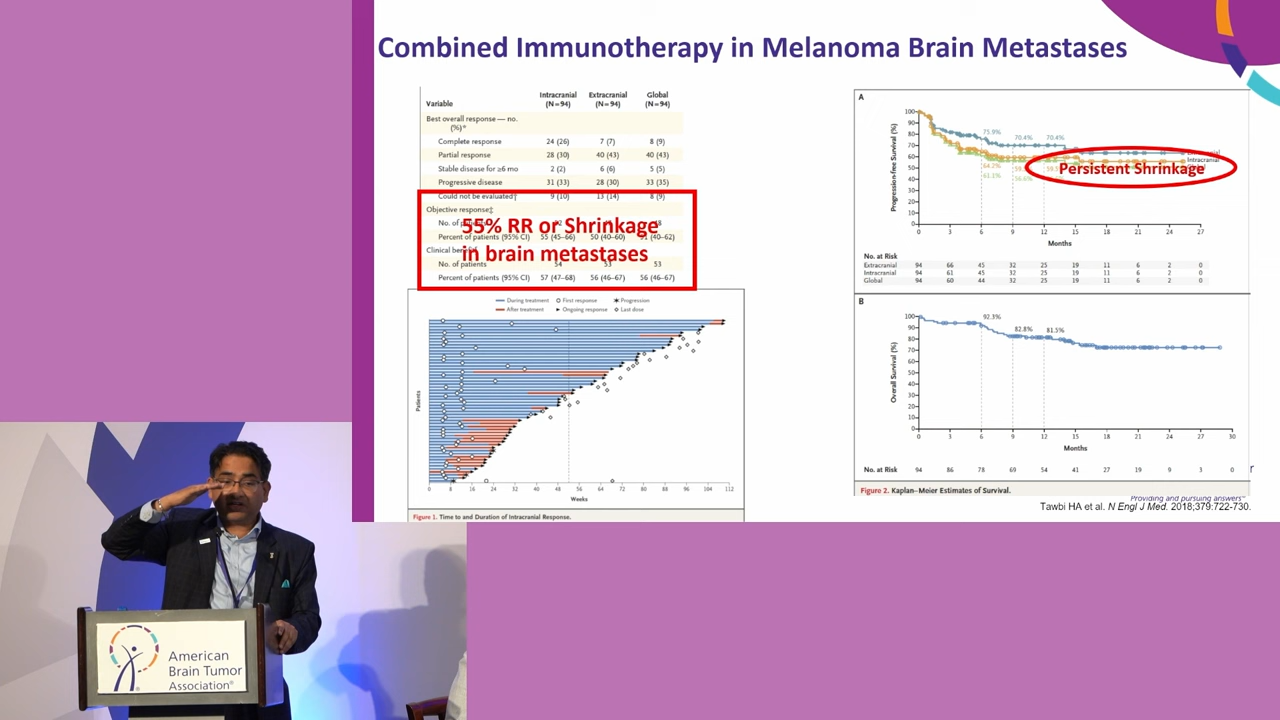 Combined Immunotherapy in Melanoma Brain Metastases
Variable
Intracranial (N=94)
Extracranial (N=94)
Global (N=94)
Best overall response — no. (%)*
Complete response 24 (26) 7 (7) 8 (9)
Partial response 28 (30) 40 (43) 40 (43)
Stable disease for ≥6 mo 2 (2) 6 (6) 5 (5)
Progressive disease 31 (33) 28 (30) 33 (35)
Could not be evaluated† 9 (10) 13 (14) 8 (9)
Objective response‡
No. of patients
Percent of patients (95% CI) 55 (45–66) 50 (40–60) (40–62)
Clinical benefit
No. of patients 54 53 53
Percent of patients (95% CI) 57 (47–68) 56 (46–67) 56 (46–67)
55% RR or Shrinkage
in brain metastases
During treatment First response Progression
After treatment Ongoing response Last dose
Patients
0 8 16 24 32 40 48 56 64 72 80 88 96 104 112
Weeks
Figure 1. Time to and Duration of Intracranial Response.
A
Progression-free Survival (%)
100
90
80
70
60
50
40
30
20
10
0
75.9%
70.4%
70.4%
64.2%
63.1%
56.6%
Intracranial
Persistent Shrinkage
0 3 6 9 12 15 18 21 24 27
Months
No. at Risk
Extracranial 94 66 45 32 25 19 11 6 2 0
Intracranial 94 61 45 32 25 19 11 6 2 0
Global 94 60 44 32 25 19 11 6 2 0
B
Overall Survival (%)
100
90
80
70
60
50
40
30
20
10
0
92.3%
82.8%
81.5%
0 3 6 9 12 15 18 21 24 27 30
Months
No. at Risk 94 86 78 69 54 41 27 19 9 3 0
Figure 2. Kaplan–Meier Estimates of Survival.
Providing and pursuing answers
Tawbi HA et al. N Engl J Med. 2018;379:722-730.
American
Brain Tumor
Association®